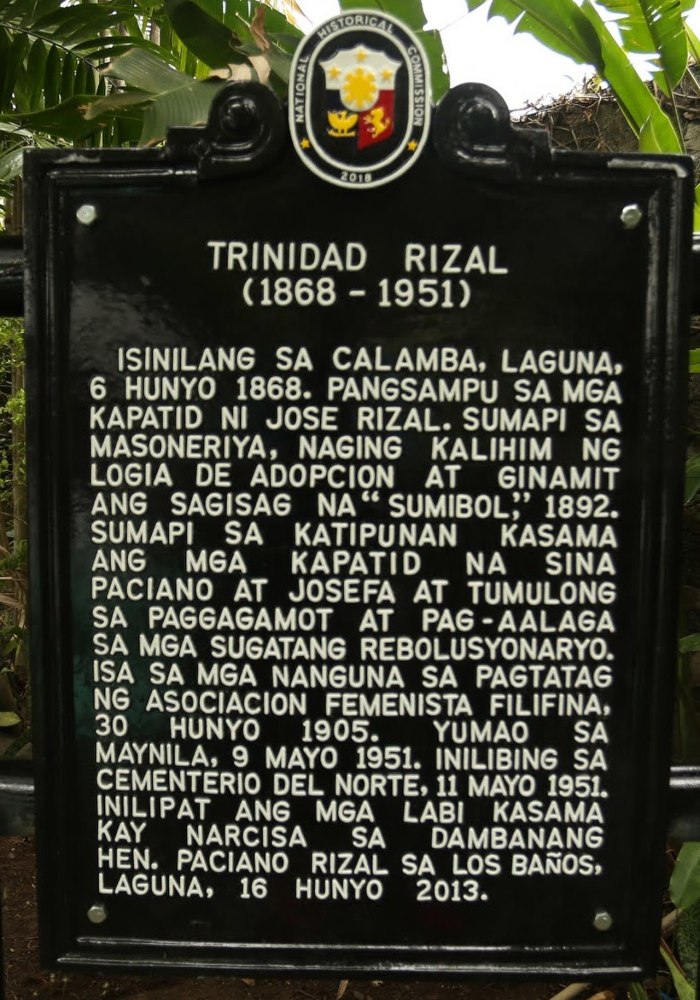 NATIONAL HISTORICAL COMMISSION
2018
TRINIDAD RIZAL
(1868 - 1951)
ISINILANG SA CALAMBA, LAGUNA,
6 HUNYO 1868. PANGSAMPU SA MGA
KAPATID NI JOSE RIZAL. SUMAPI SA
MASONERIYA, NAGING KALIHIM NG
LOGIA DE ADOPCION AT GINAMIT
ANG SAGISAG NA “SUMIBOL,” 1892.
SUMAPI SA KATIPUNAN KASAMA
ANG MGA KAPATID NA SINA
PACIANO AT JOSEFA AT TUMULONG
SA PAGGAGAMOT AT PAG-AALAGA
SA MGA SUGATANG REBOLUSYONARYO.
ISA SA MGA NANGUNA SA PAGTATAG
NG ASOCIACION FEMENISTA FILIFINA,
30 HUNYO 1905. YUMAO SA
MAYNILA, 9 MAYO 1951. INILIBING SA
CEMENTERIO DEL NORTE, 11 MAYO 1951.
INILIPAT ANG MGA LABI KASAMA
KAY NARCISA SA DAMBANANG
HEN. PACIANO RIZAL SA LOS BAÑOS,
LAGUNA, 16 HUNYO 2013.